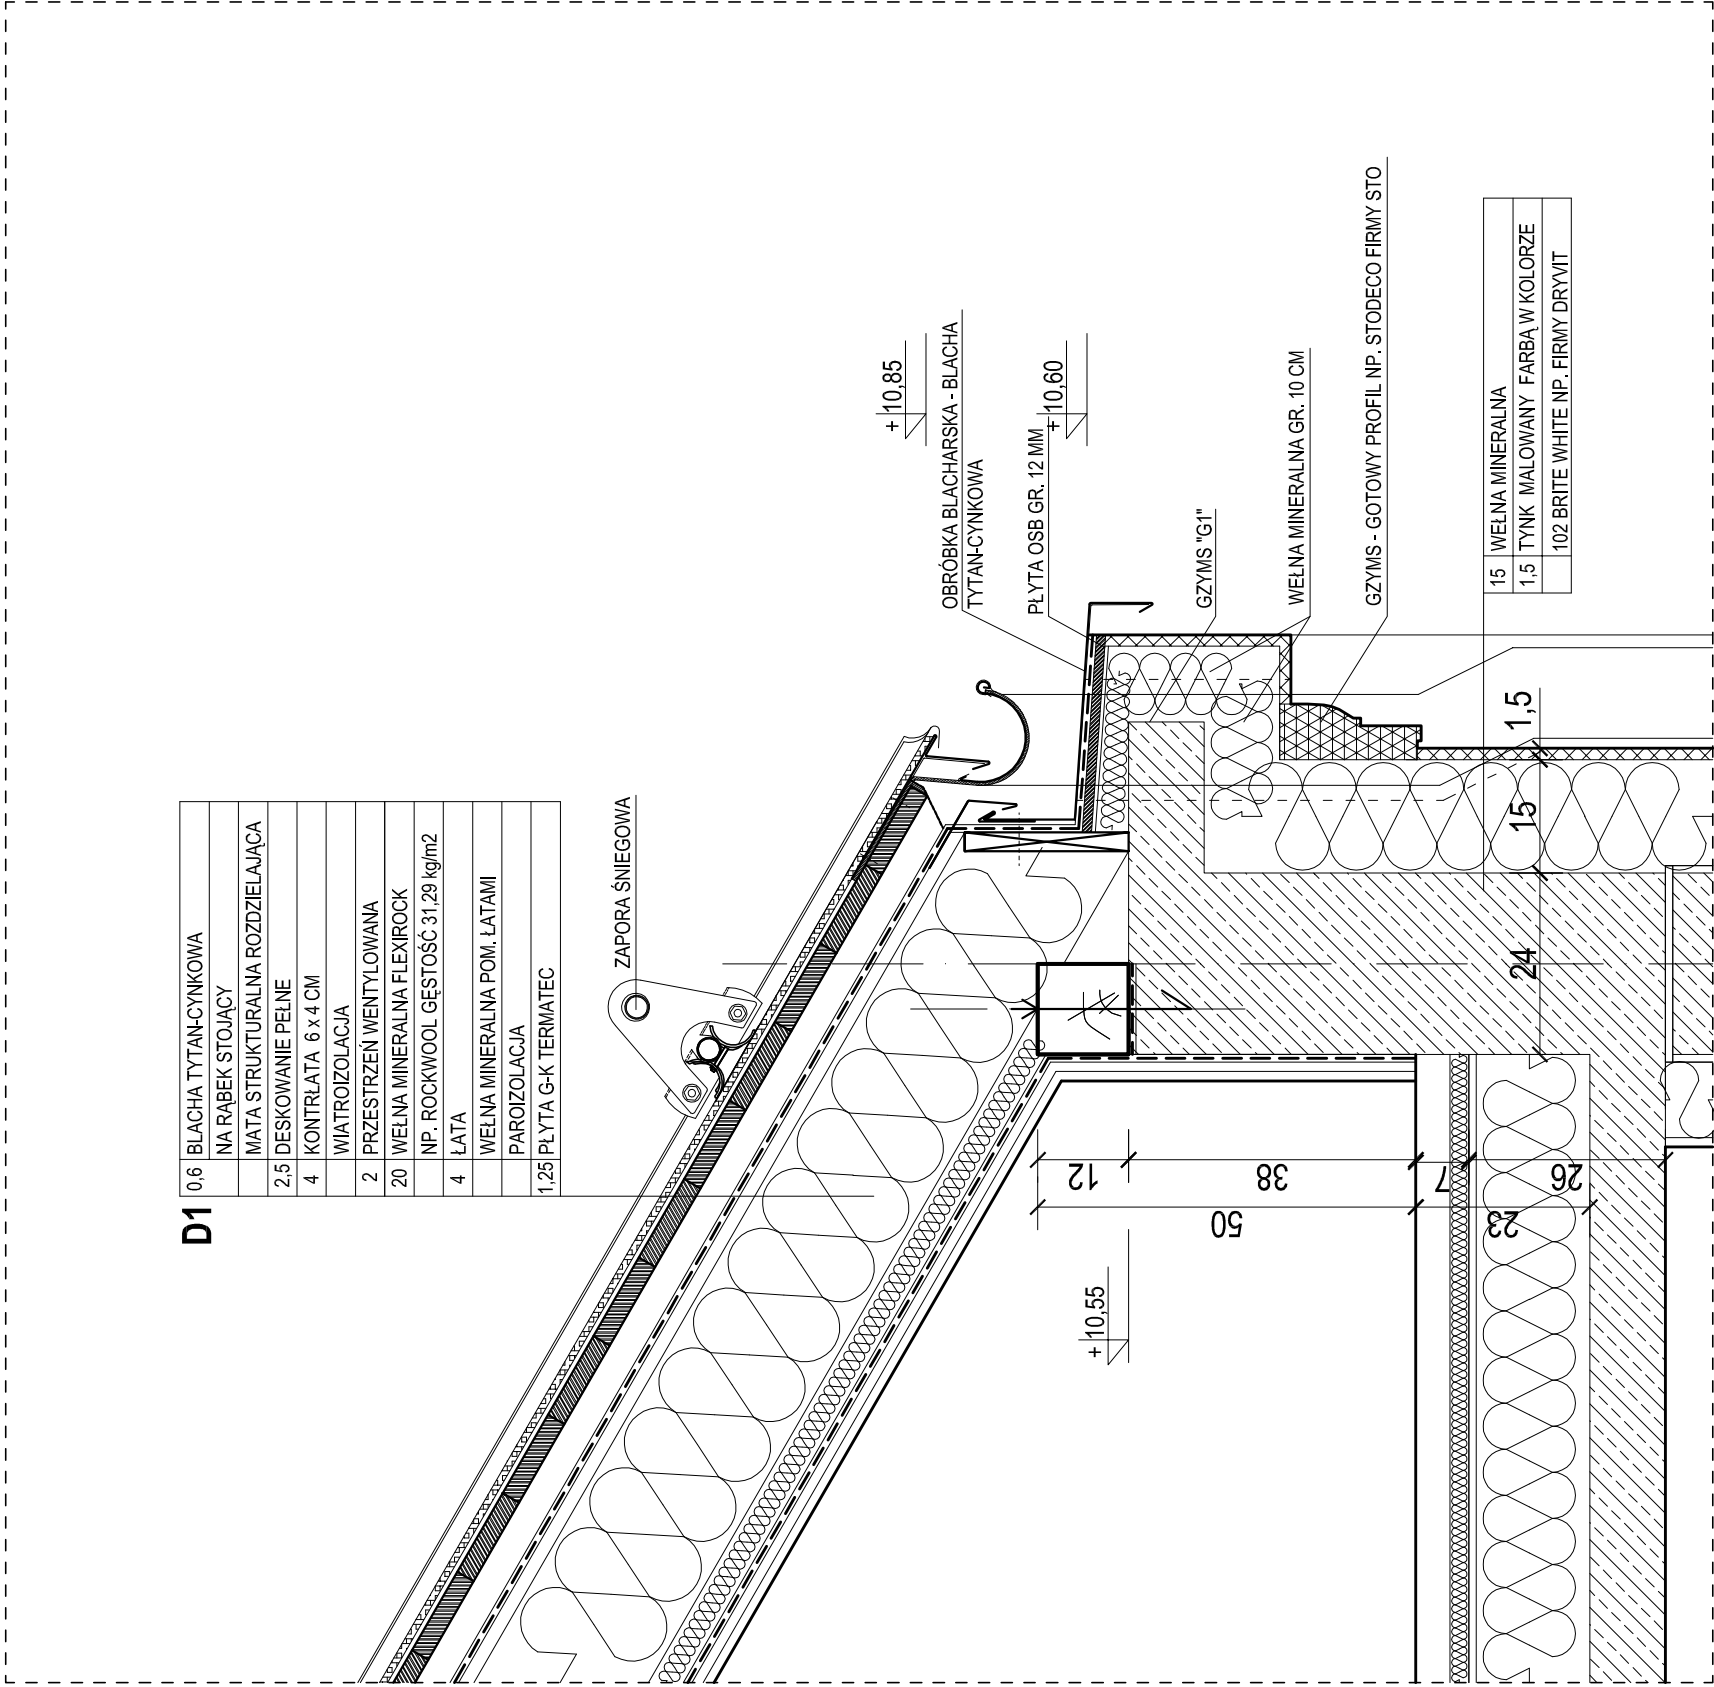 D1
0,6 BLACHA TYTAN-CYNKOWA
NA RĄBEK STOJĄCY
MATA STRUKTURALNA ROZDZIELAJĄCA
2,5 DESKOWANIE PEŁNE
4 KONTRŁATA 6 x 4 CM
WIATROIZOLACJA
2 PRZESTRZEŃ WENTYLOWANA
20 WEŁNA MINERALNA FLEXIROCK
NP. ROCKWOOL GĘSTOŚĆ 31,29 kg/m2
4 ŁATA
WEŁNA MINERALNA POM. ŁATAMI
PAROIZOLACJA
1,25 PŁYTA G-K TERMATEC
ZAPORA ŚNIEGOWA
+10,85
OBRÓBKA BLACHARSKA - BLACHA
TYTAN-CYNKOWA
PŁYTA OSB GR. 12 MM
+10,60
GZYMS "G1"
WEŁNA MINERALNA GR. 10 CM
GZYMS - GOTOWY PROFIL NP. STODECO FIRMY STO
15 WEŁNA MINERALNA
1,5 TYNK MALOWANY FARBĄ W KOLORZE
102 BRITE WHITE NP. FIRMY DRYVIT
+10,55
12
38
7
26
50
23
24
15
1,5